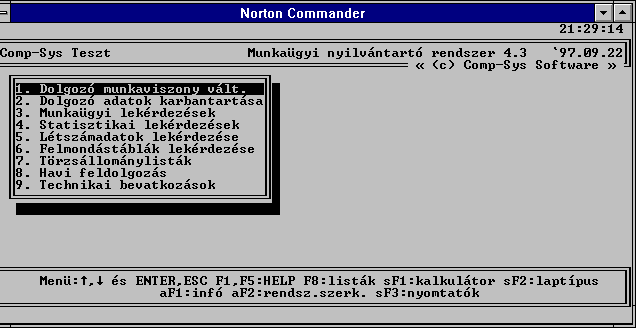 Norton Commander
21:29:14
Comp-Sys Teszt Munkaügyi nyilvántartó rendszer 4.3 `97.09.22
« (c) Comp-Sys Software »
1. Dolgozó munkaviszony vált.
2. Dolgozó adatok karbantartása
3. Munkaügyi lekérdezések
4. Statisztikai lekérdezések
5. Létszámadatok lekérdezése
6. Felmondástáblák lekérdezése
7. Törzsállománylisták
8. Havi feldolgozás
9. Technikai bevatkozások
Menü:↑,↓ és ENTER,ESC F1,F5:HELP F8:listák sF1:kalkulátor sF2:laptípus
aF1:infó aF2:rendsz.szerk. sF3:nyomtatók